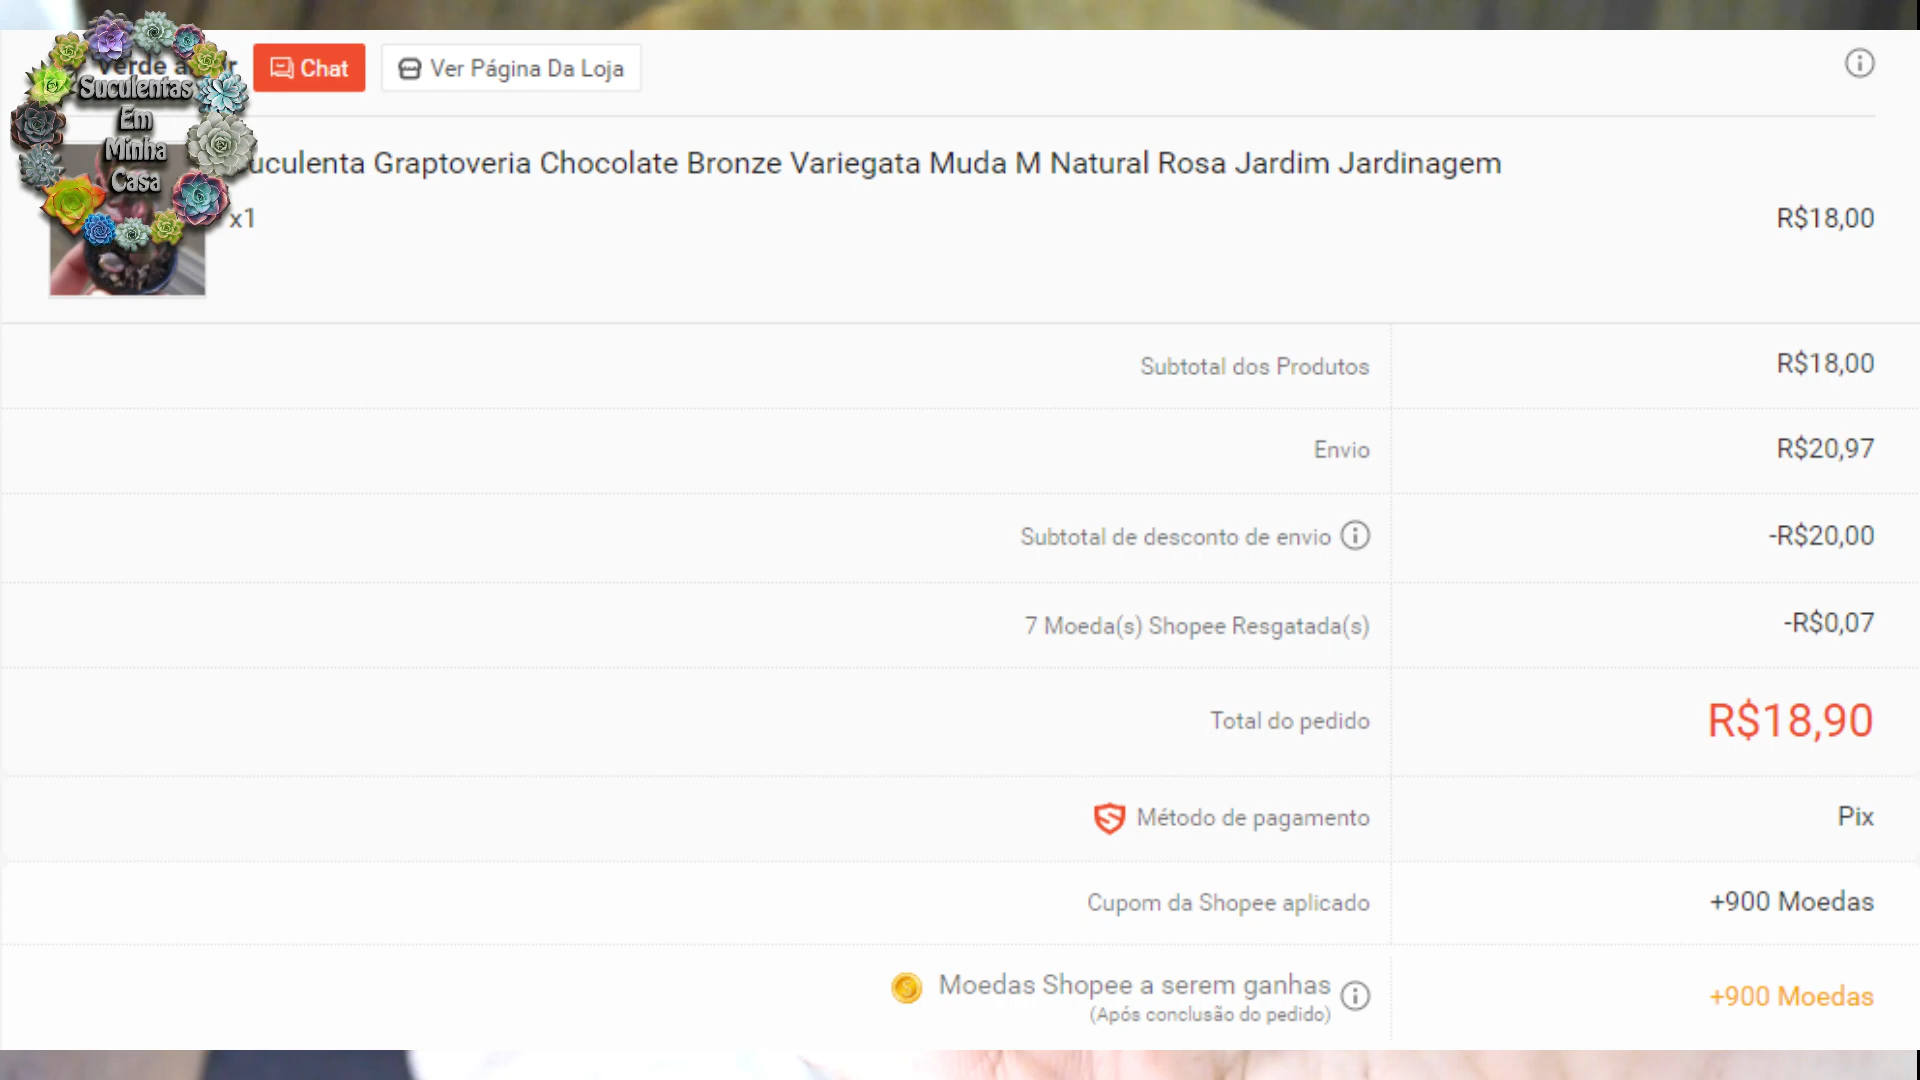 Verde a
Chat
Ver Página Da Loja
Suculentas
Em
Minha
Casa
uculenta Graptoveria Chocolate Bronze Variegata Muda M Natural Rosa Jardim Jardinagem
x1
R$18,00
Subtotal dos Produtos
R$18,00
Envio
R$20,97
Subtotal de desconto de envio
-R$20,00
7 Moeda(s) Shopee Resgatada(s)
-R$0,07
Total do pedido
R$18,90
Método de pagamento
Pix
Cupom da Shopee aplicado
+900 Moedas
Moedas Shopee a serem ganhas
(Após conclusão do pedido)
+900 Moedas